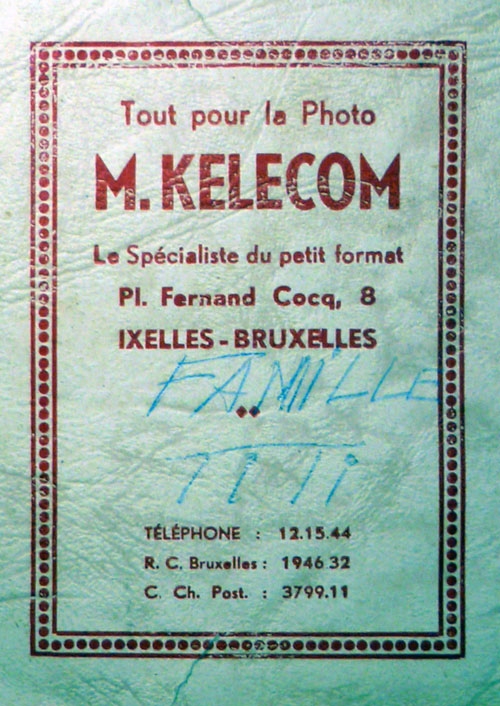 Tout pour la Photo
M. KELECOM
Le Spécialiste du petit format
Pl. Fernand Cocq, 8
IXELLES - BRUXELLES
FAMILLE
TITI
TÉLÉPHONE : 12.15.44
R. C. Bruxelles : 1946 32
C. Ch. Post. : 3799.11